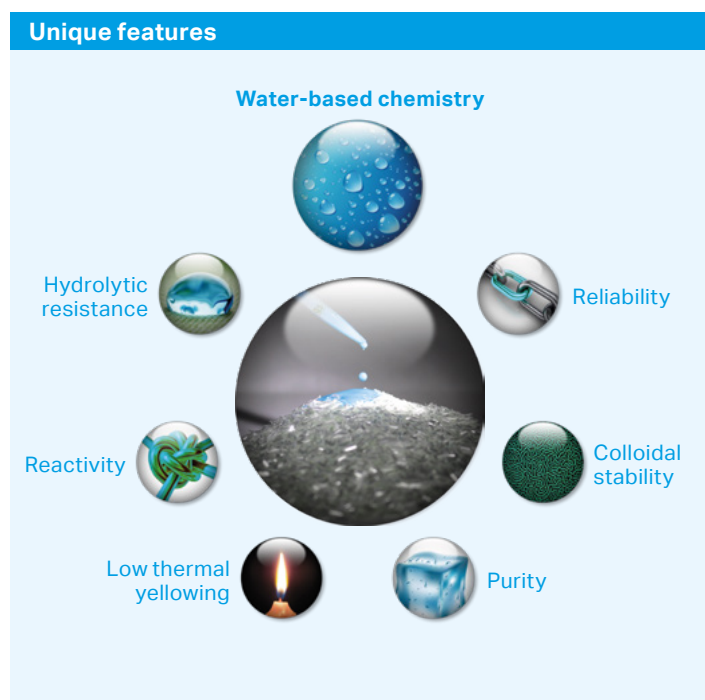 Unique features
Water-based chemistry
Hydrolytic
resistance
Reliability
Reactivity
Colloidal
stability
Low thermal
yellowing
Purity